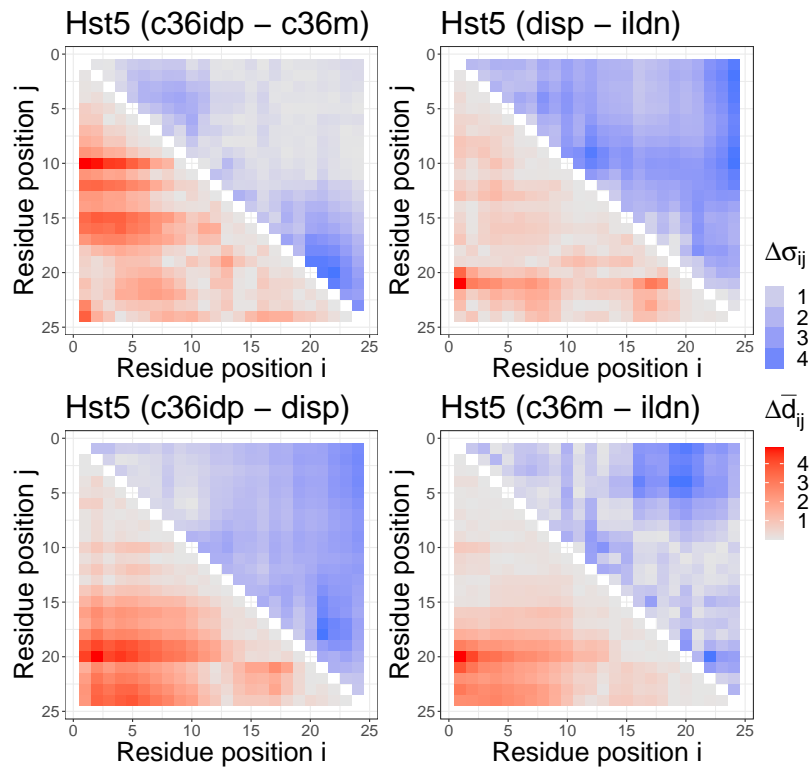 Hst5 (c36idp − c36m)
Hst5 (disp − ildn)
0
5
10
15
20
25
Residue position j
0 5 10 15 20 25
Residue position i
0
5
10
15
20
25
Residue position j
0 5 10 15 20 25
Residue position i
Δσij
1
2
3
4
Hst5 (c36idp − disp)
Hst5 (c36m − ildn)
0
5
10
15
20
25
Residue position j
0 5 10 15 20 25
Residue position i
0
5
10
15
20
25
Residue position j
0 5 10 15 20 25
Residue position i
Δd̅ij
4
3
2
1